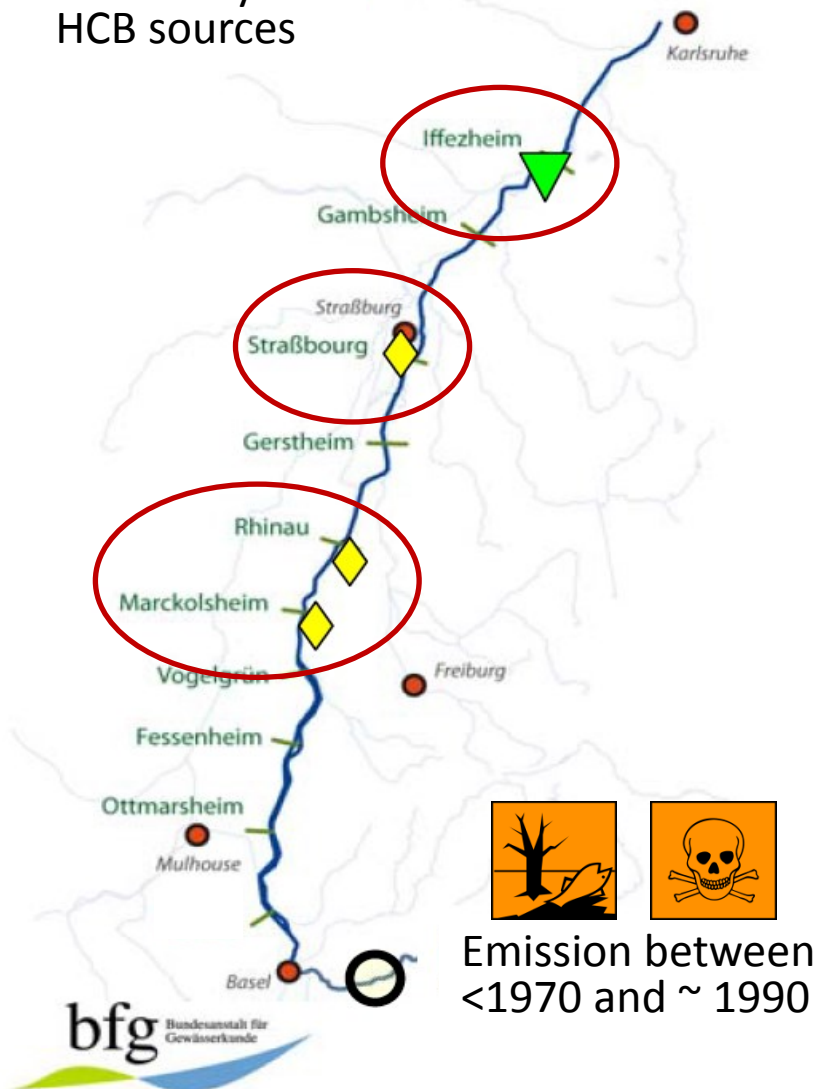 HCB sources
Karlsruhe
Iffezheim
Gambsheim
Straßburg
Straßbourg
Gerstheim
Rhinau
Marckolsheim
Vogelgrün
Freiburg
Fessenheim
Ottmarsheim
Mulhouse
Emission between
<1970 and ~ 1990
Basel
bfg Bundesanstalt für
Gewässerkunde